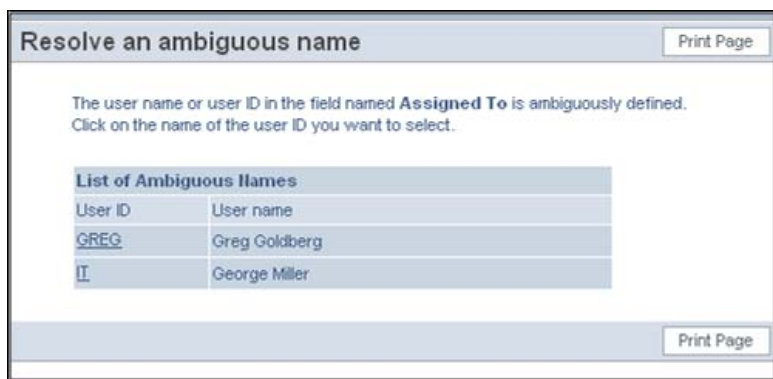 Resolve an ambiguous name
Print Page
The user name or user ID in the field named Assigned To is ambiguously defined.
Click on the name of the user ID you want to select.
List of Ambiguous Names
User ID User name
GREG Greg Goldberg
IT George Miller
Print Page